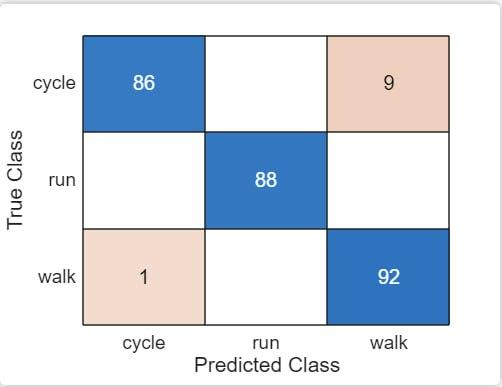 True Class
cycle 86 9
run 88
walk 1 92
cycle run walk
Predicted Class